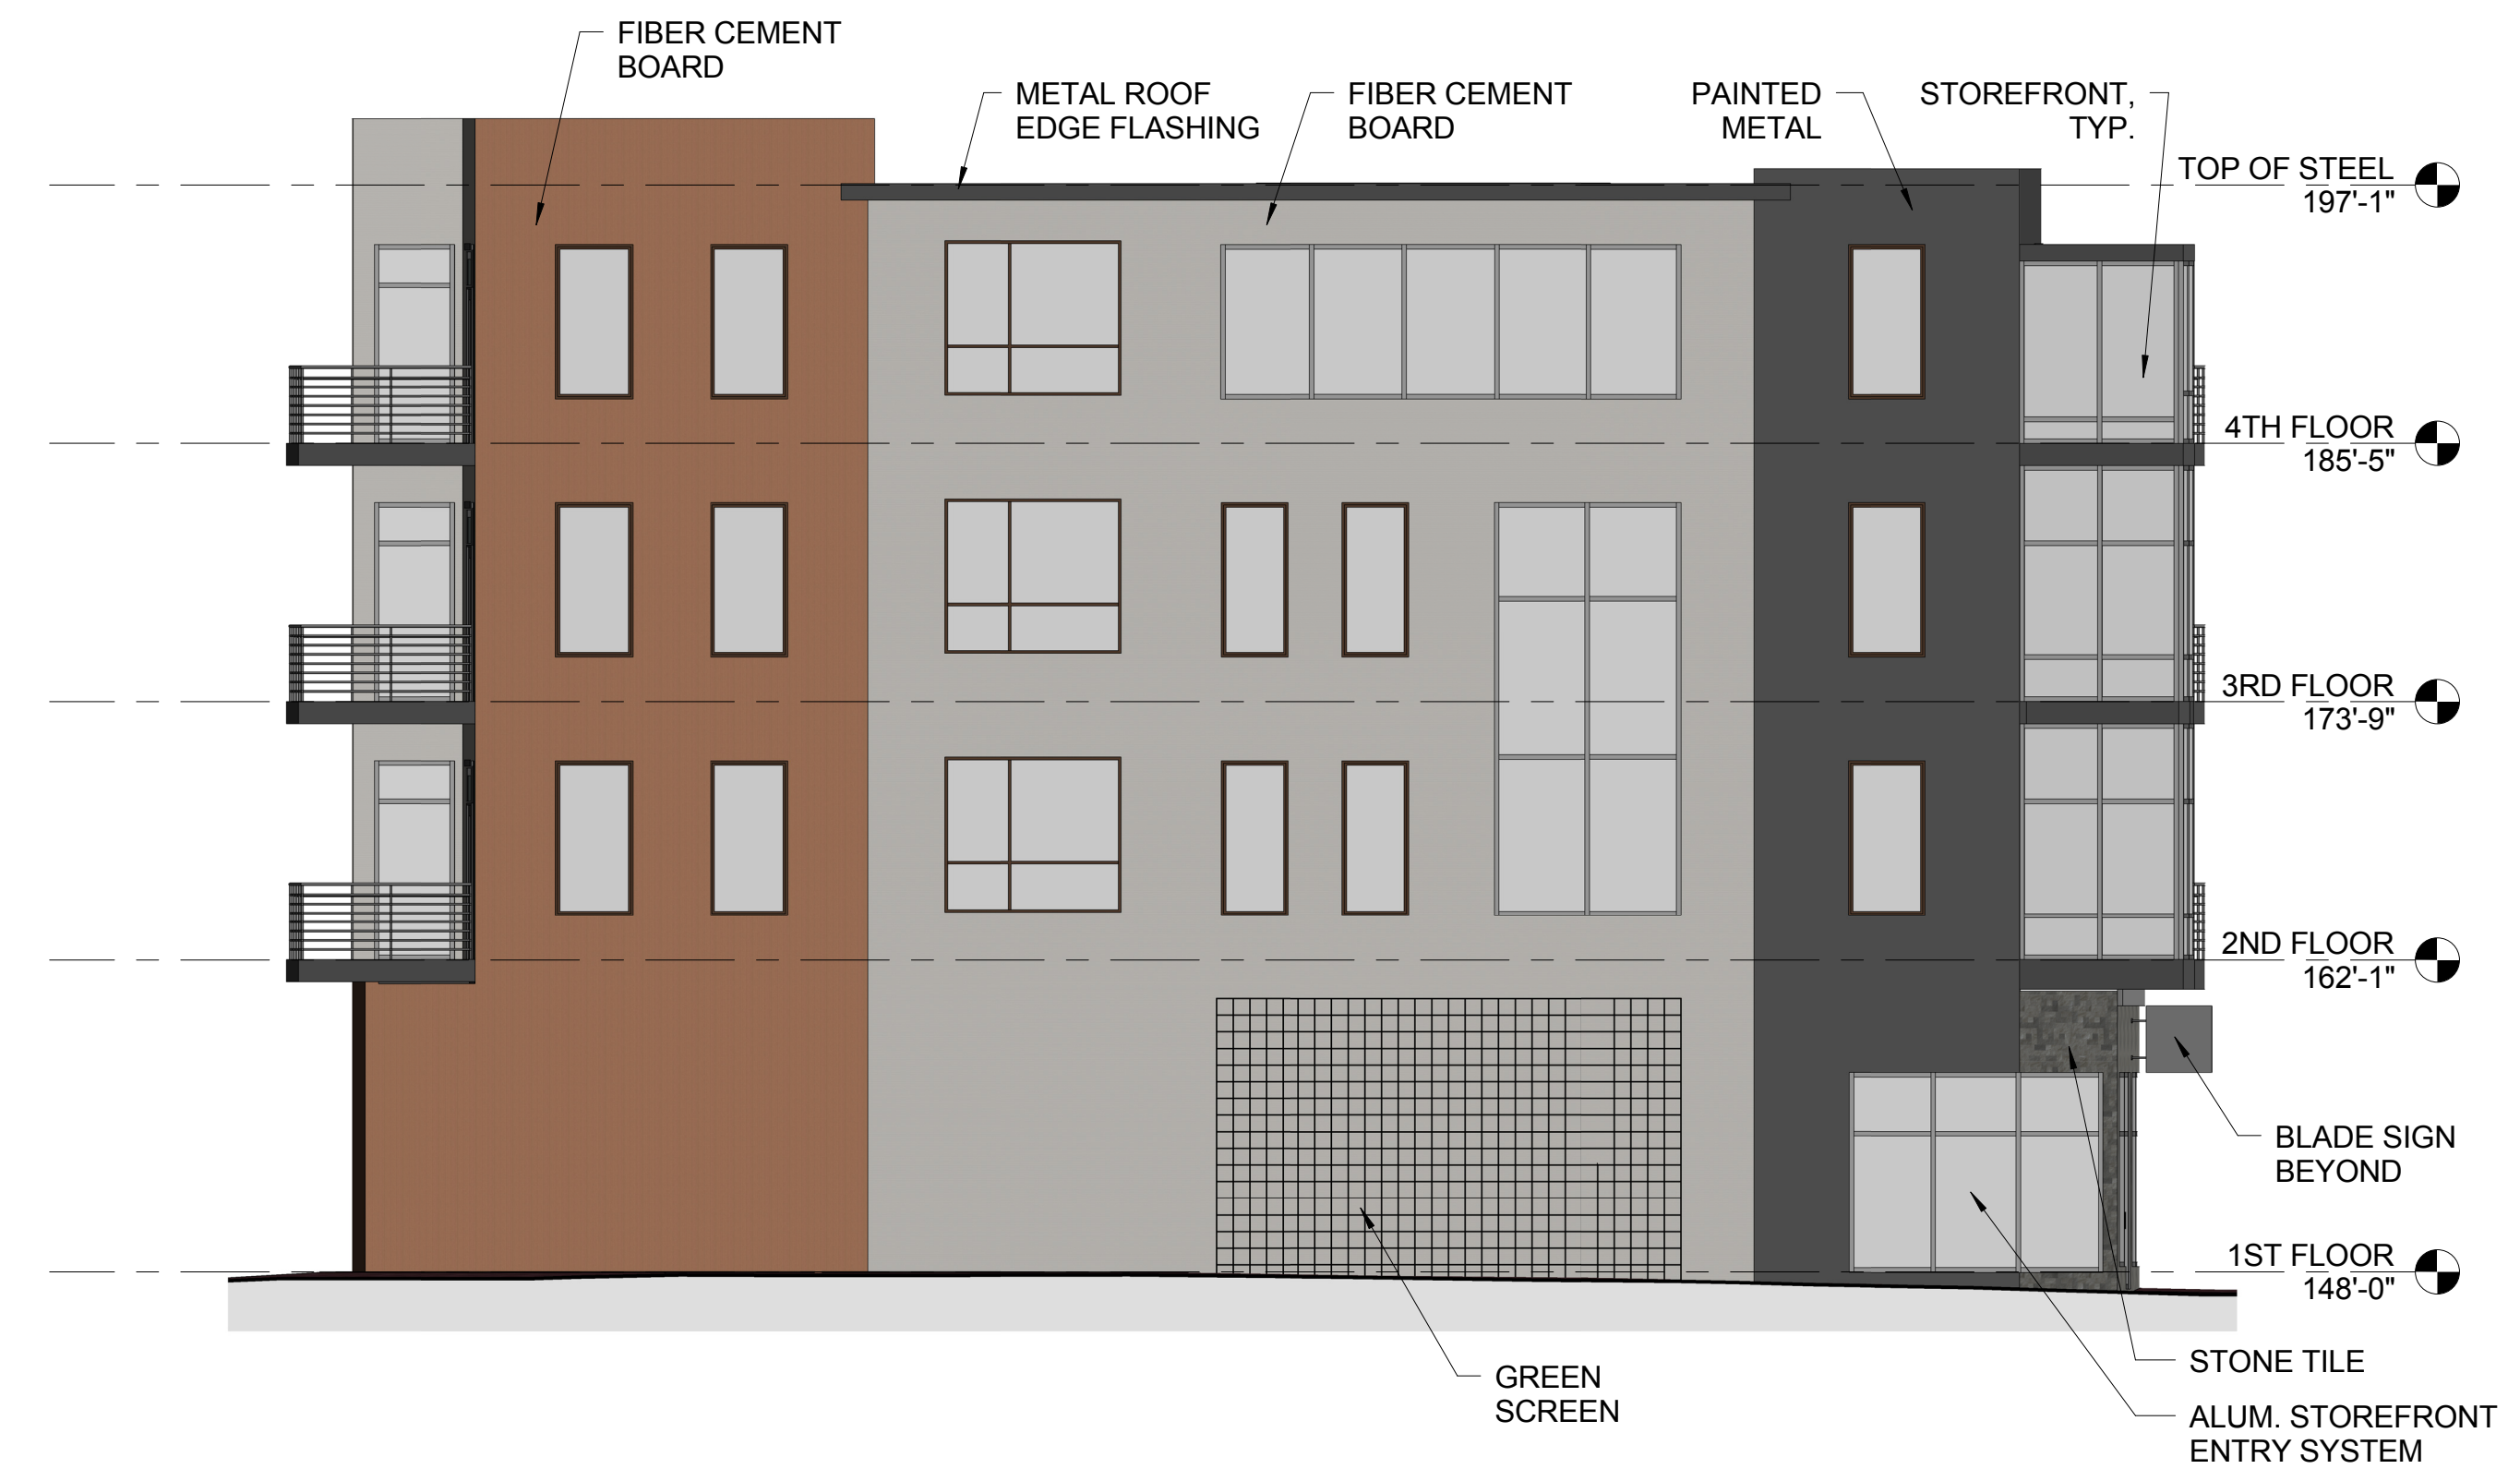 FIBER CEMENT
BOARD
METAL ROOF
EDGE FLASHING
FIBER CEMENT
BOARD
PAINTED
METAL
STOREFRONT,
TYP.
TOP OF STEEL
197'-1"
4TH FLOOR
185'-5"
3RD FLOOR
173'-9"
2ND FLOOR
162'-1"
BLADE SIGN
BEYOND
1ST FLOOR
148'-0"
STONE TILE
GREEN
SCREEN
ALUM. STOREFRONT
ENTRY SYSTEM